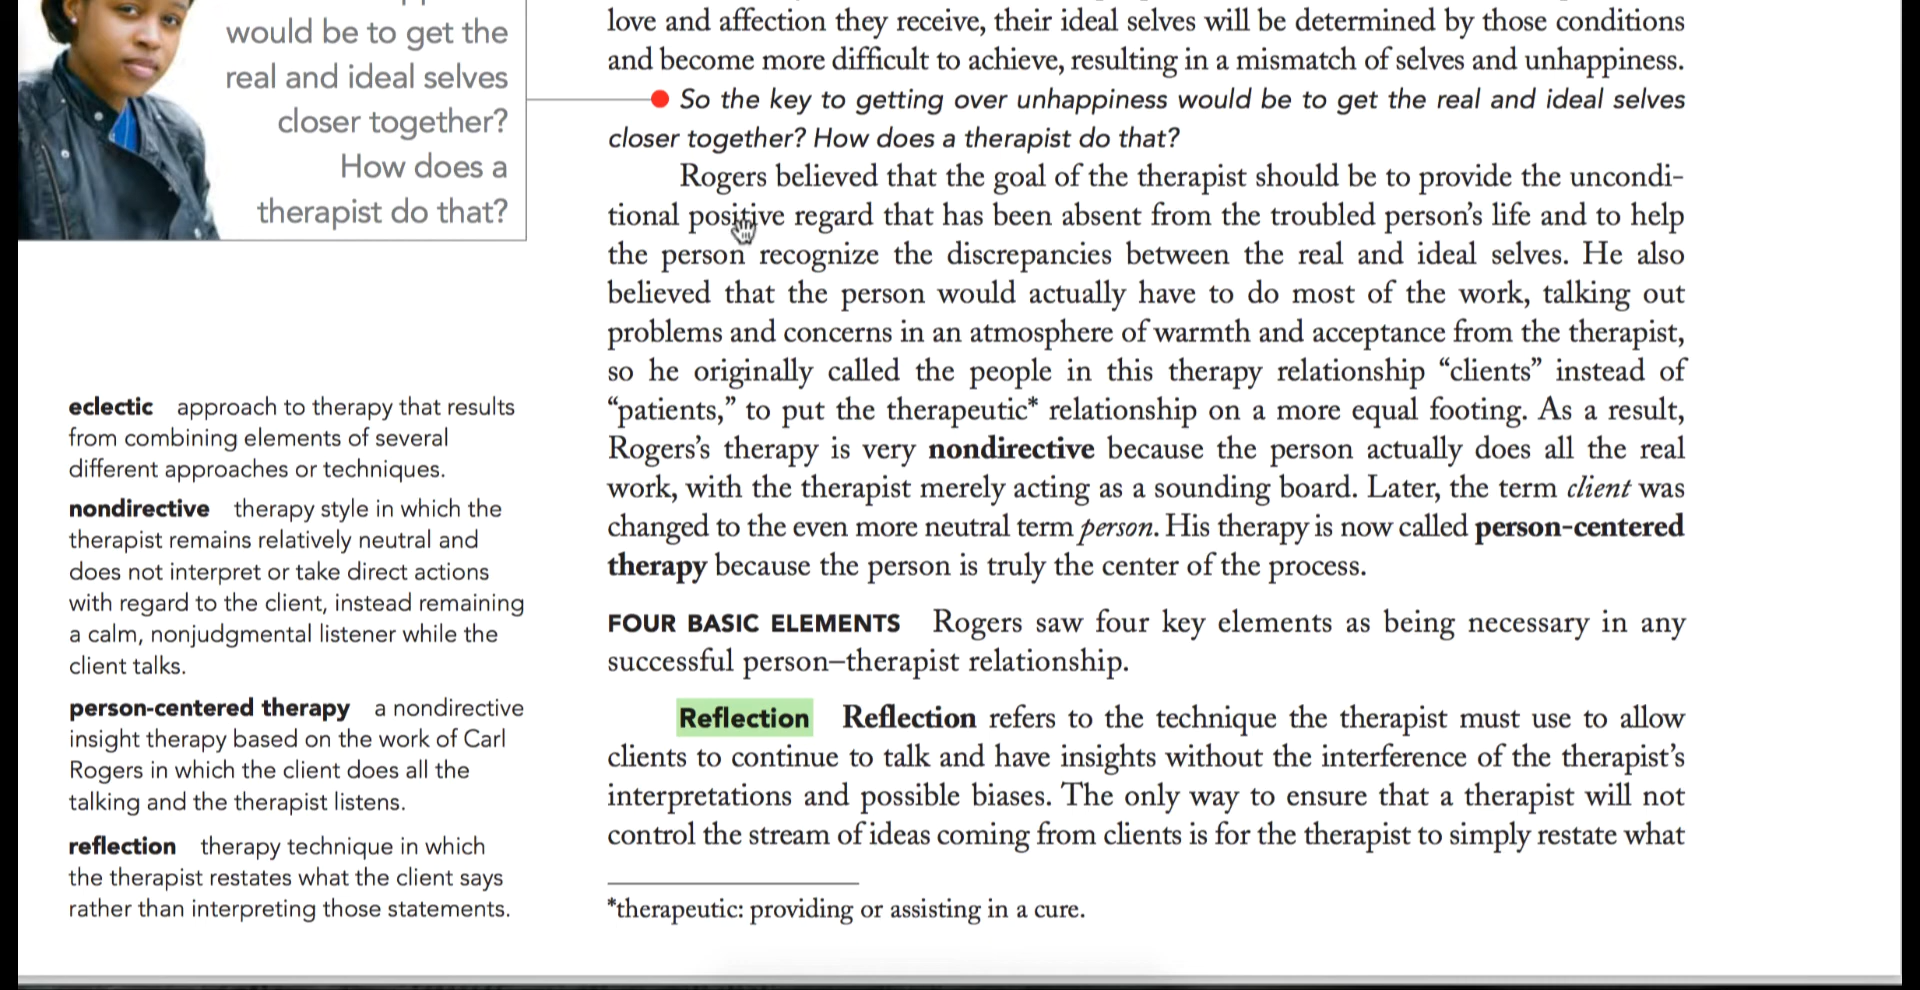 would be to get the
real and ideal selves
closer together?
How does a
therapist do that?
eclectic approach to therapy that results
from combining elements of several
different approaches or techniques.
nondirective therapy style in which the
therapist remains relatively neutral and
does not interpret or take direct actions
with regard to the client, instead remaining
a calm, nonjudgmental listener while the
client talks.
person-centered therapy a nondirective
insight therapy based on the work of Carl
Rogers in which the client does all the
talking and the therapist listens.
reflection therapy technique in which
the therapist restates what the client says
rather than interpreting those statements.
love and affection they receive, their ideal selves will be determined by those conditions
and become more difficult to achieve, resulting in a mismatch of selves and unhappiness.
So the key to getting over unhappiness would be to get the real and ideal selves
closer together? How does a therapist do that?
Rogers believed that the goal of the therapist should be to provide the uncondi-
tional positive regard that has been absent from the troubled person's life and to help
the person recognize the discrepancies between the real and ideal selves. He also
believed that the person would actually have to do most of the work, talking out
problems and concerns in an atmosphere of warmth and acceptance from the therapist,
so he originally called the people in this therapy relationship “clients” instead of
“patients,” to put the therapeutic* relationship on a more equal footing. As a result,
Rogers's therapy is very nondirective because the person actually does all the real
work, with the therapist merely acting as a sounding board. Later, the term client was
changed to the even more neutral term person. His therapy is now called person-centered
therapy because the person is truly the center of the process.
FOUR BASIC ELEMENTS Rogers saw four key elements as being necessary in any
successful person–therapist relationship.
Reflection Reflection refers to the technique the therapist must use to allow
clients to continue to talk and have insights without the interference of the therapist's
interpretations and possible biases. The only way to ensure that a therapist will not
control the stream of ideas coming from clients is for the therapist to simply restate what
*therapeutic: providing or assisting in a cure.